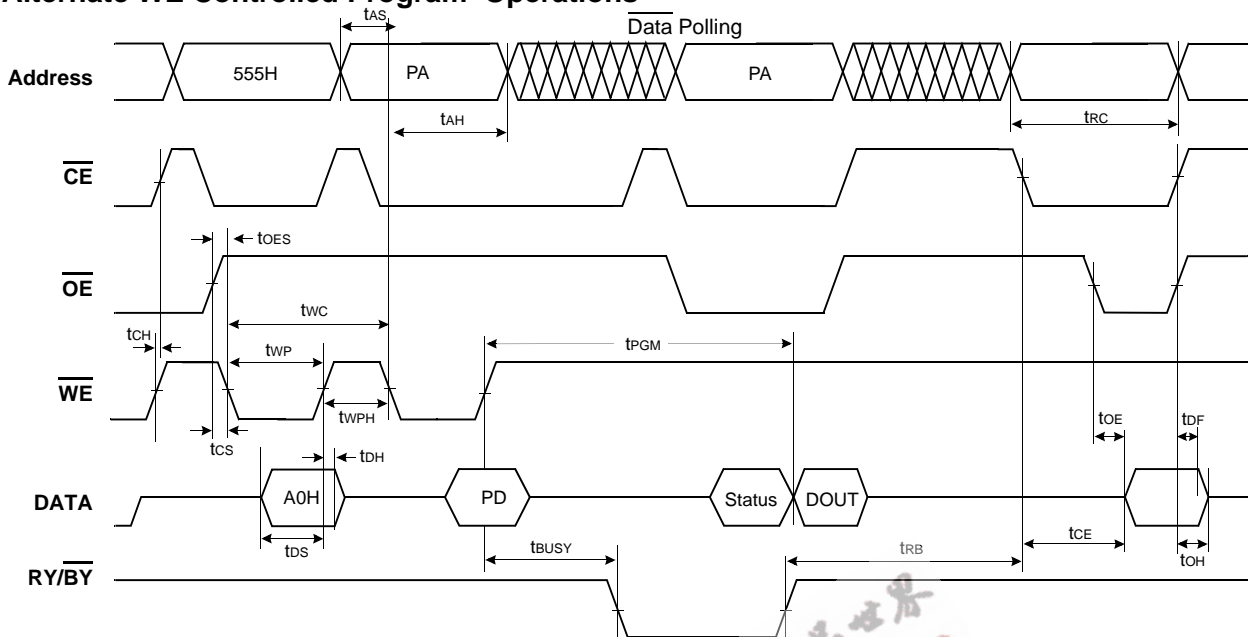 Alternate WE Controlled Program Operations
tAS
Data Polling
Address
555H
PA
PA
tAH
tRC
CE
tOES
OE
tWC
tCH
tWP
tPGM
WE
tWPH
tOE
tDF
tCS
tDH
DATA
A0H
PD
Status
DOUT
tDS
tBUSY
tRB
tCE
tOH
RY/BY